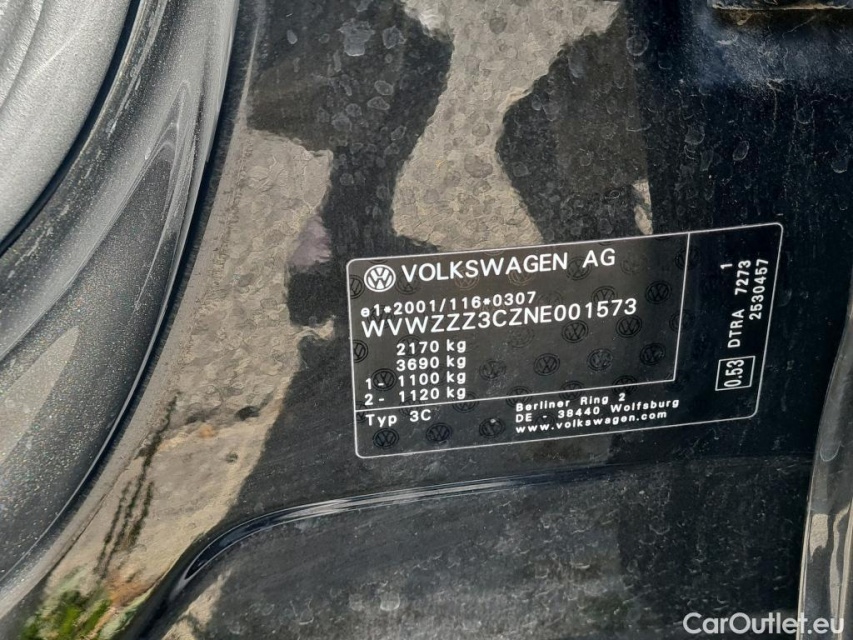 VOLKSWAGEN AG
e1*2001/116*0307
WVWZZZ3CZNE001573
2170 kg
3690 kg
1 - 1100 kg
2 - 1120 kg
Typ 3C
Berliner Ring 2
DE - 38440 Wolfsburg
www.volkswagen.com
0.53 DTRA 7273 1
2530457
CarOutlet.eu